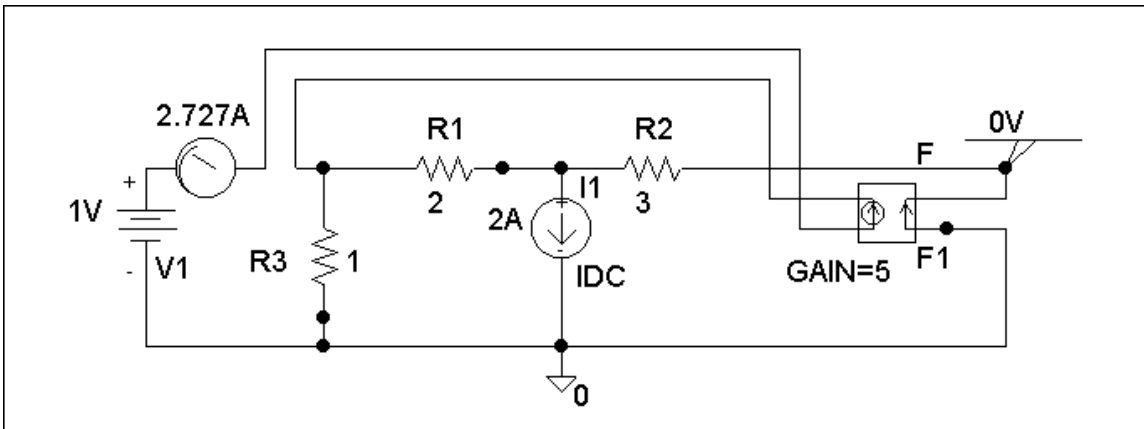 2.727A
0V
R1
R2
F
+
I1
1V
2
2A
3
V1
R3
1
GAIN=5
F1
-
IDC
0